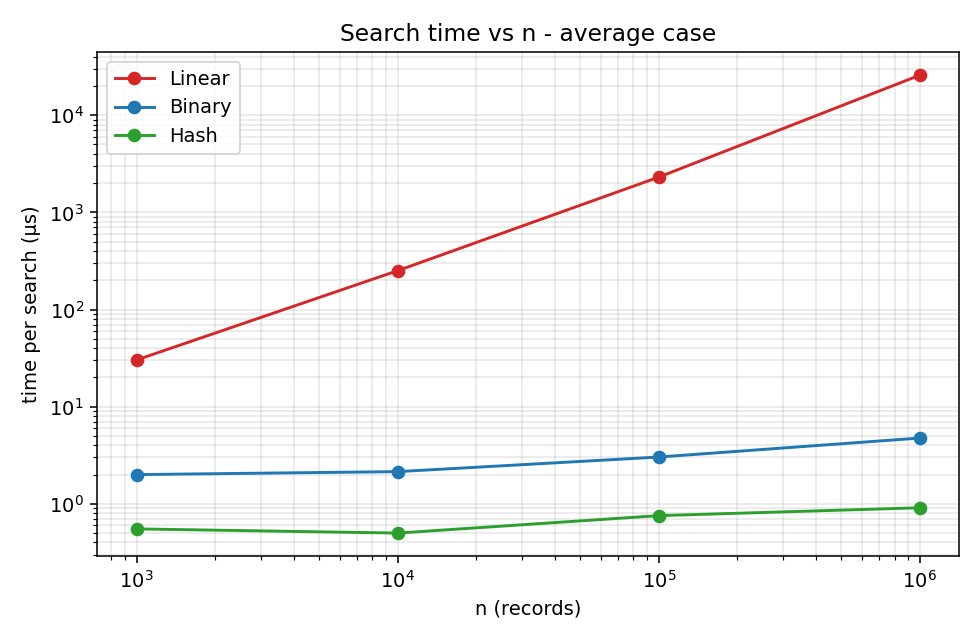 Search time vs n - average case
Linear
Binary
Hash
time per search (µs)
10⁴
10³
10²
10¹
10⁰
10³ 10⁴ 10⁵ 10⁶
n (records)